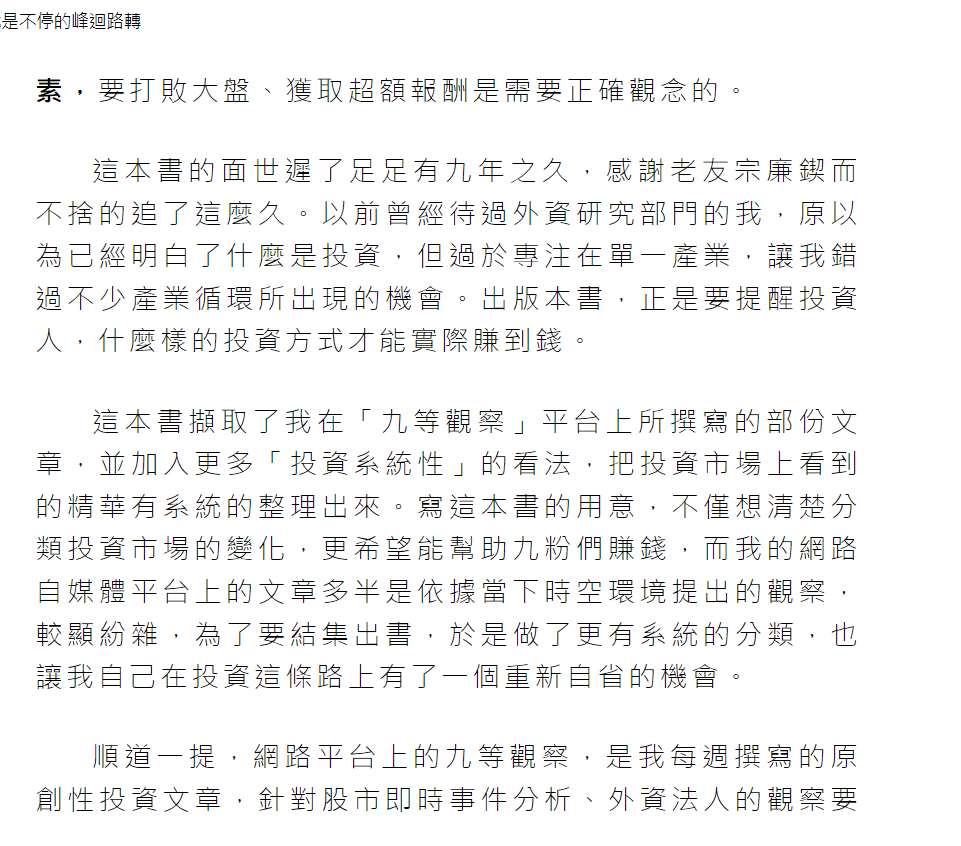 是不停的峰迴路轉
素，要打敗大盤、獲取超額報酬是需要正確觀念的。
這本書的面世遲了足足有九年之久，感謝老友宗廉鍥而
不捨的追了這麼久。以前曾經待過外資研究部門的我，原以
為已經明白了什麼是投資，但過於專注在單一產業，讓我錯
過不少產業循環所出現的機會。出版本書，正是要提醒投資
人，什麼樣的投資方式才能實際賺到錢。
這本書擷取了我在「九等觀察」平台上所撰寫的部份文
章，並加入更多「投資系統性」的看法，把投資市場上看到
的精華有系統的整理出來。寫這本書的用意，不僅想清楚分
類投資市場的變化，更希望能幫助九粉們賺錢，而我的網路
自媒體平台上的文章多半是依據當下時空環境提出的觀察，
較顯紛雜，為了要結集出書，於是做了更有系統的分類，也
讓我自己在投資這條路上有了一個重新自省的機會。
順道一提，網路平台上的九等觀察，是我每週撰寫的原
創性投資文章，針對股市即時事件分析、外資法人的觀察要